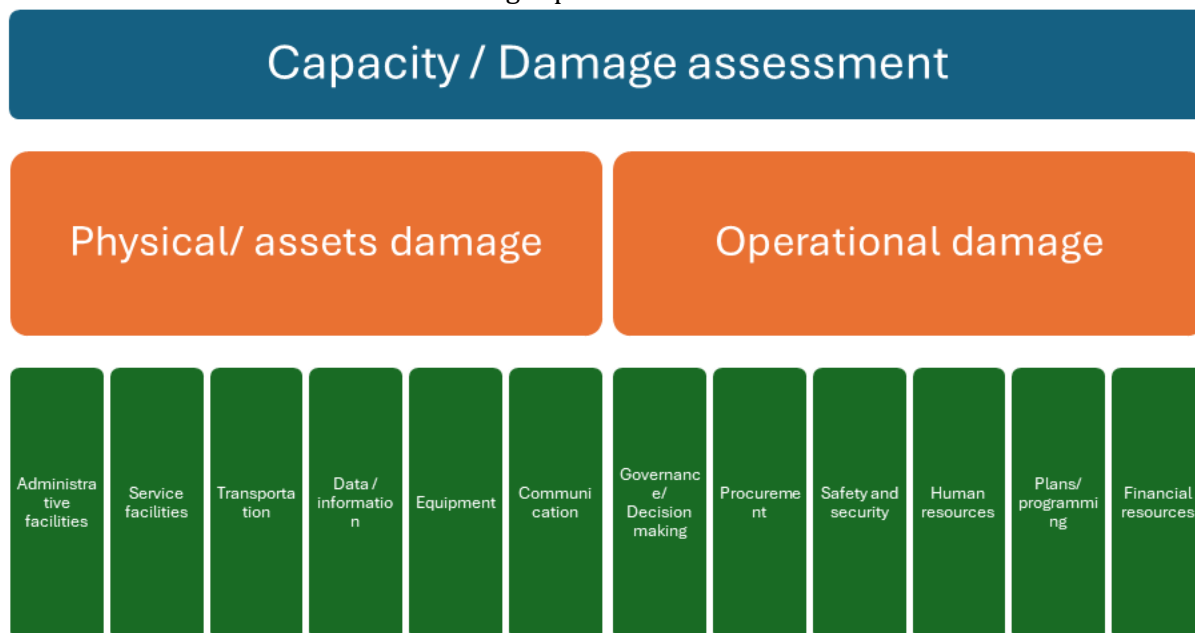 Capacity / Damage assessment
Physical/ assets damage
Operational damage
Administra
tive
facilities
Service
facilities
Transporta
tion
Data /
informatio
n
Equipment
Communi
cation
Governanc
e/
Decision
making
Procureme
nt
Safety and
security
Human
resources
Plans/
programmi
ng
Financial
resources